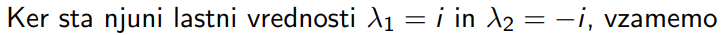 Ker sta njuni lastni vrednosti λ₁ = i in λ₂ = −i, vzamemo